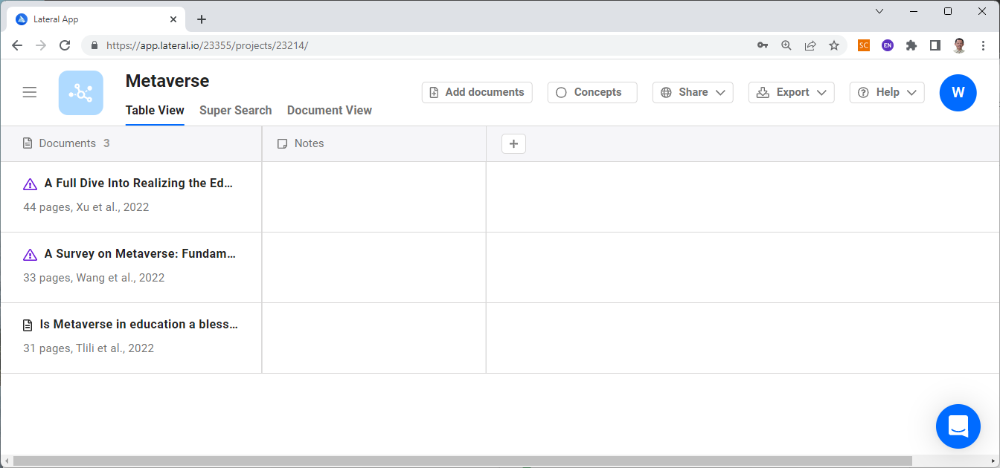 Lateral App
https://app.lateral.io/23355/projects/23214/
SC
EN
Metaverse
Add documents
Concepts
Share
Export
Help
W
Table View
Super Search
Document View
Documents 3
Notes
A Full Dive Into Realizing the Ed...
44 pages, Xu et al., 2022
A Survey on Metaverse: Fundam...
33 pages, Wang et al., 2022
Is Metaverse in education a bless...
31 pages, Tlili et al., 2022